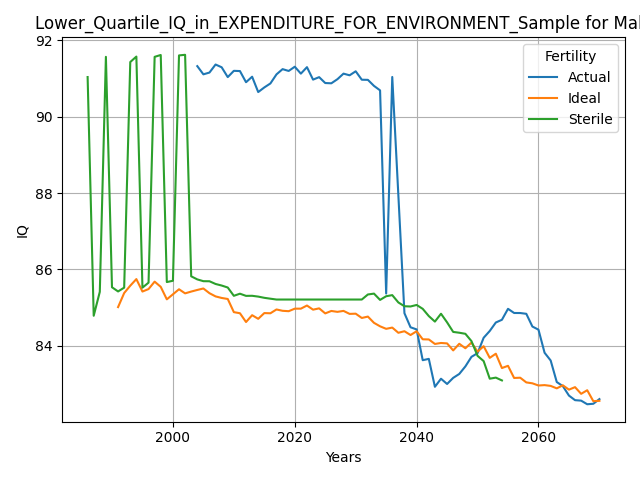 Lower_Quartile_IQ_in_EXPENDITURE_FOR_ENVIRONMENT_Sample for Mal
Fertility
Actual
Ideal
Sterile
IQ
92
90
88
86
84
2000
2020
2040
2060
Years